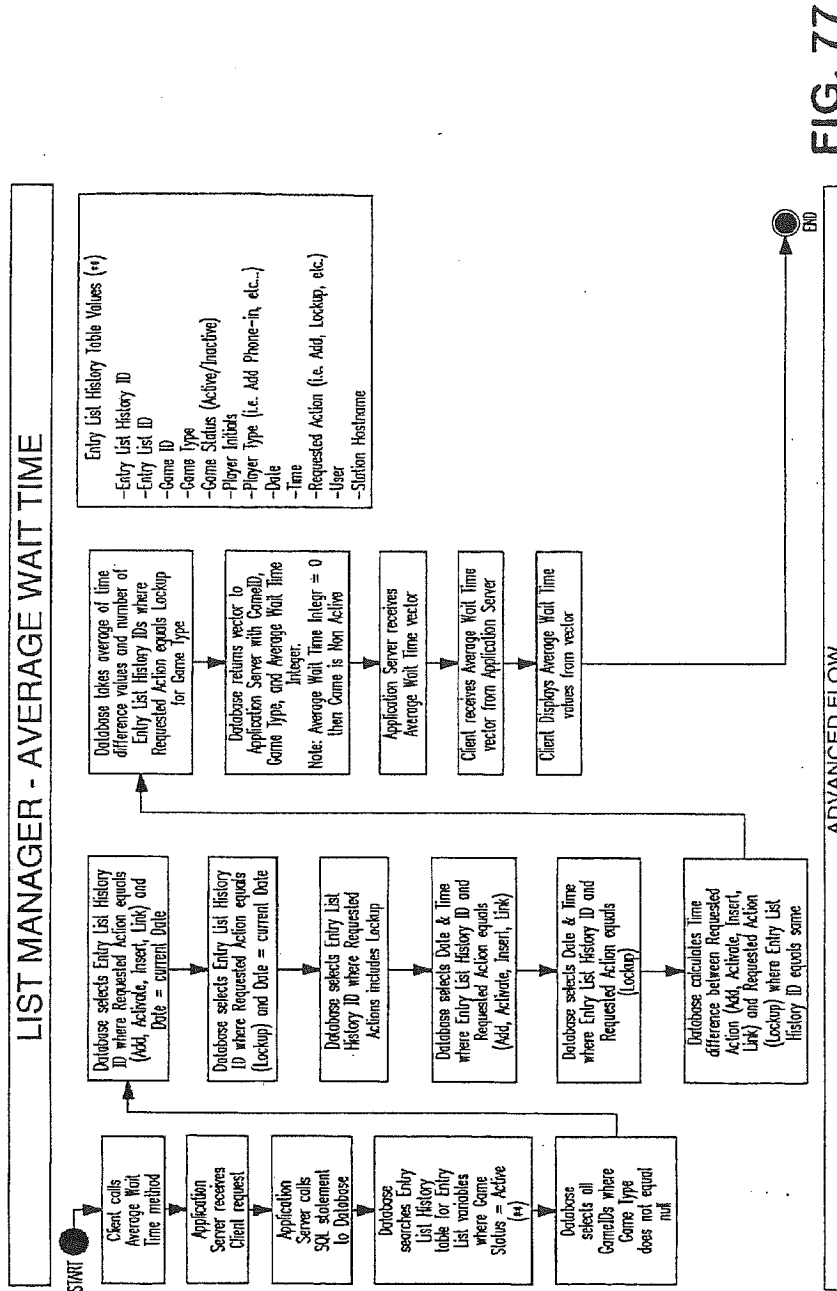 LIST MANAGER - AVERAGE WAIT TIME
START
Client calls
Average Wait
Time method
Application
Server receives
Client request
Application
Server calls
SQL statement
to Database
Database
searches Entry
List History
table for Entry
List variables
where Game
Status = Active
(**)
Database
selects all
GameIDs where
Game Type
does not equal
null
Database selects Entry List History
ID where Requested Action equals
(Add, Activate, Insert, Link) and
Date = current Date
Database selects Entry List History
ID where Requested Action equals
(Lockup) and Date = current Date
Database selects Entry List
History ID where Requested
Actions includes Lockup
Database selects Date & Time
where Entry List History ID and
Requested Action equals
(Add, Activate, Insert, Link)
Database selects Date & Time
where Entry List History ID and
Requested Action equals
(Lockup)
Database calculates Time
difference between Requested
Action (Add, Activate, Insert,
Link) and Requested Action
(Lockup) where Entry List
History ID equals same
Database takes average of time
difference values and number of
Entry List History IDs where
Requested Action equals Lockup
for Game Type
Database returns vector to
Application Server with GameID,
Game Type, and Average Wait Time
Integer.
Note: Average Wait Time Integr = 0
then Game is Non Active
Application Server receives
Average Wait Time vector
Client receives Average Wait Time
vector from Application Server
Client Displays Average Wait Time
values from vector
Entry List History Table Values (**)
-Entry List History ID
-Entry List ID
-Game ID
-Game Type
-Game Status (Active/Inactive)
-Player Initials
-Player Type (i.e. Add Phone-in, etc...)
-Date
-Time
-Requested Action (i.e. Add, Lockup, etc.)
-User
-Station Hostname
END
ADVANCED FLOW
FIG. 77